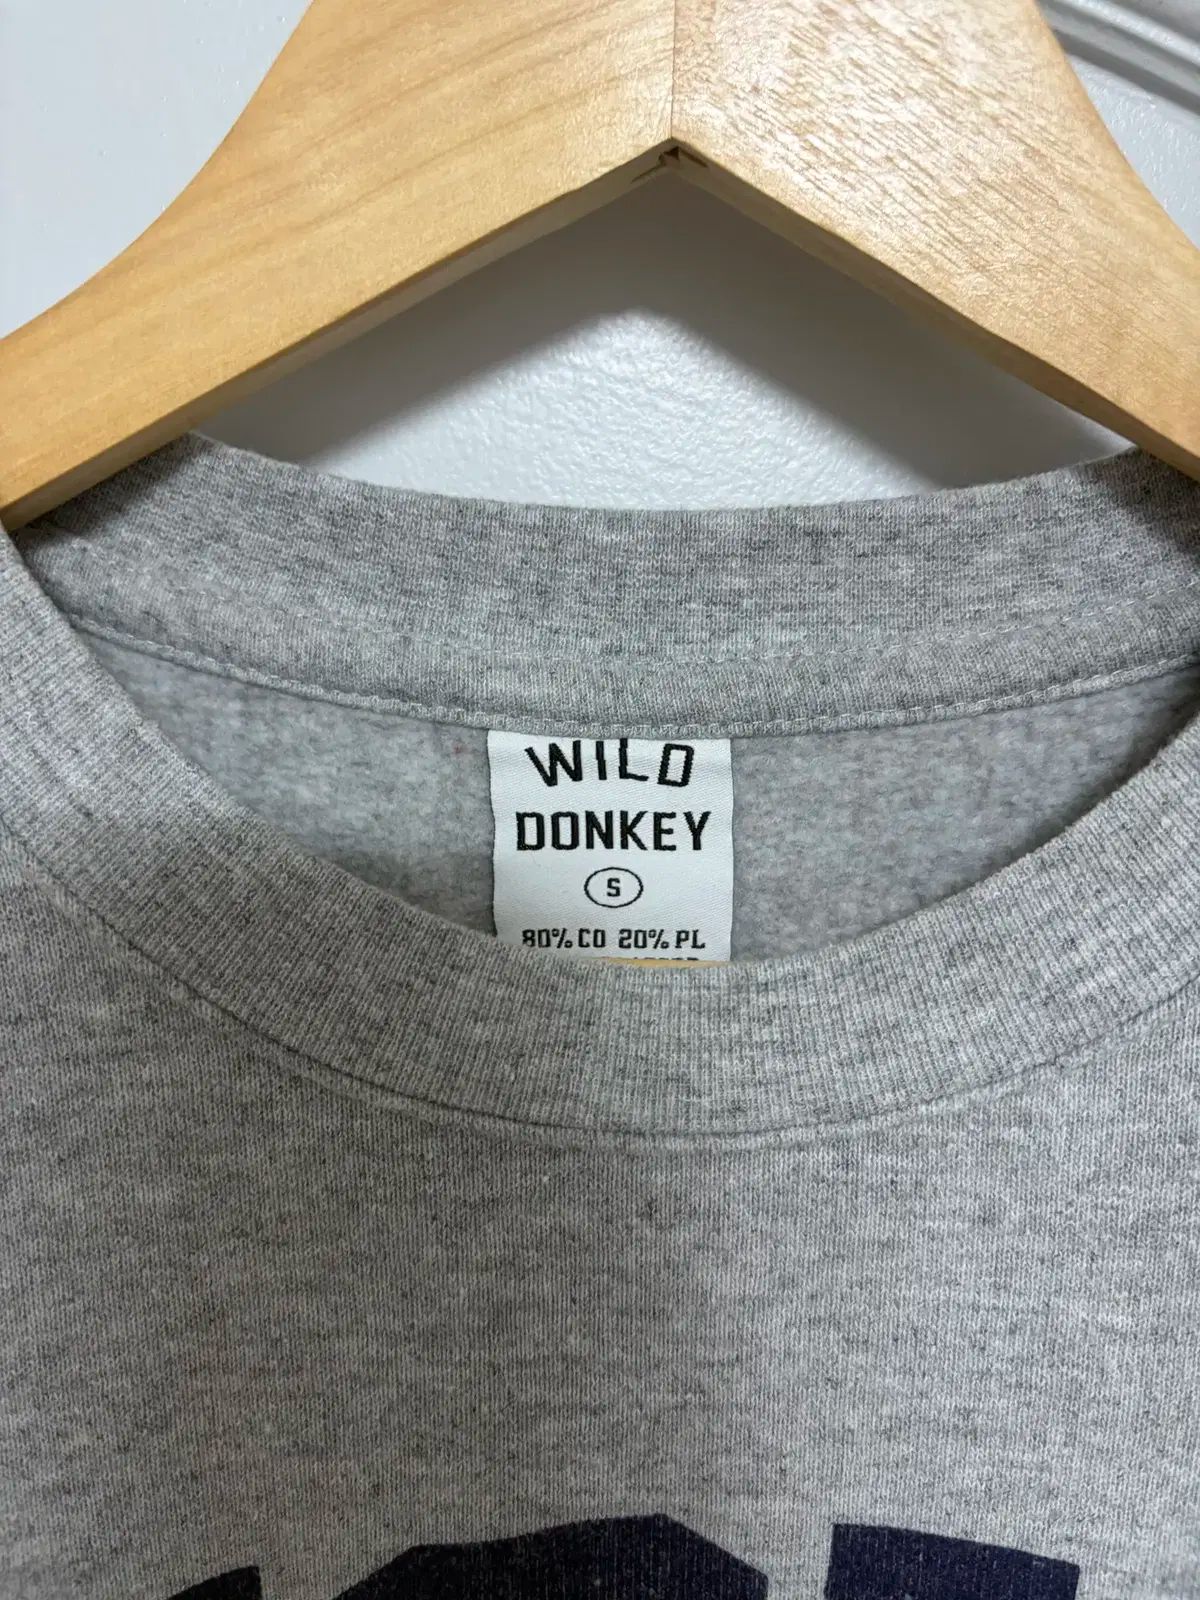 WILD
DONKEY
S
80% CO 20% PL